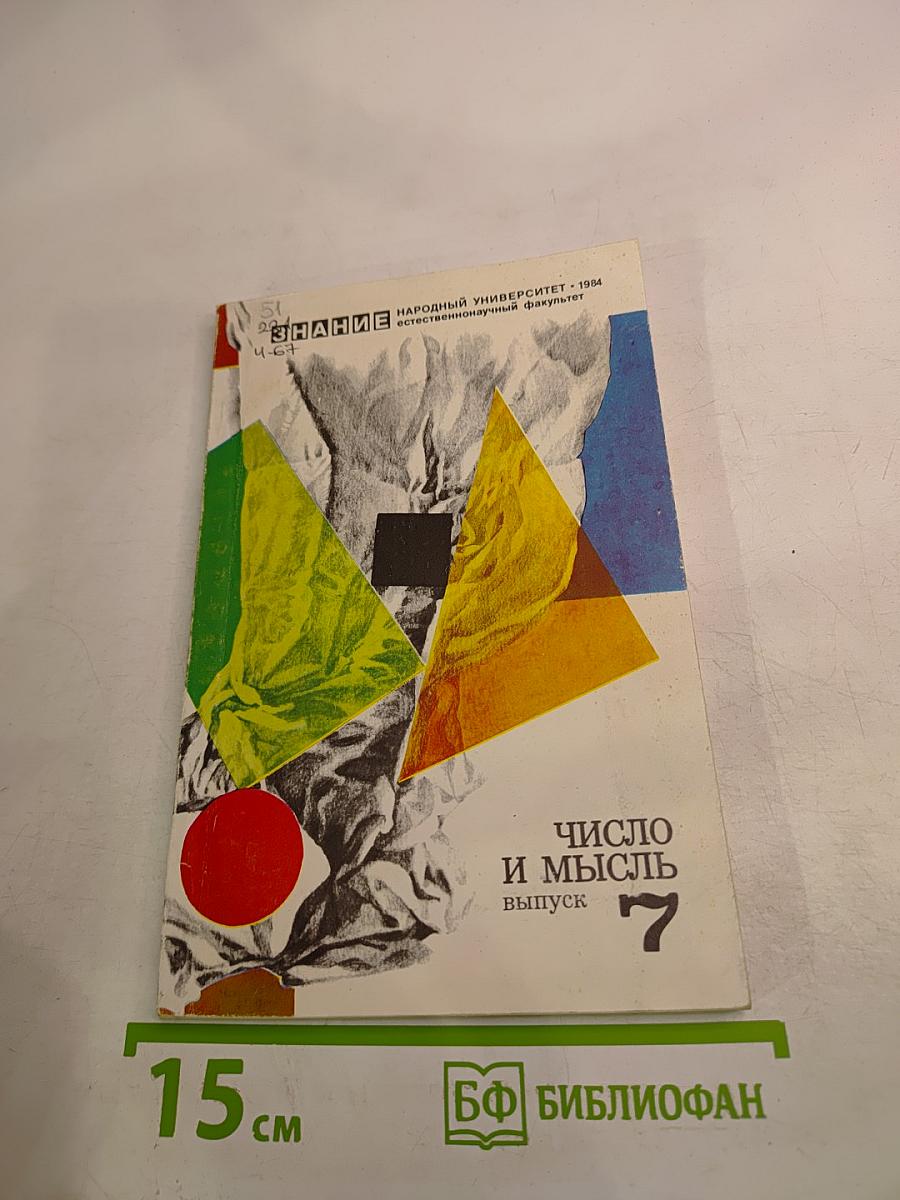 51
ЗНАНИЕ
НАРОДНЫЙ УНИВЕРСИТЕТ • 1984
естественнонаучный факультет
Ч-67
ЧИСЛО
И МЫСЛЬ
выпуск 7
15 см
БФ БИБЛИОФАН